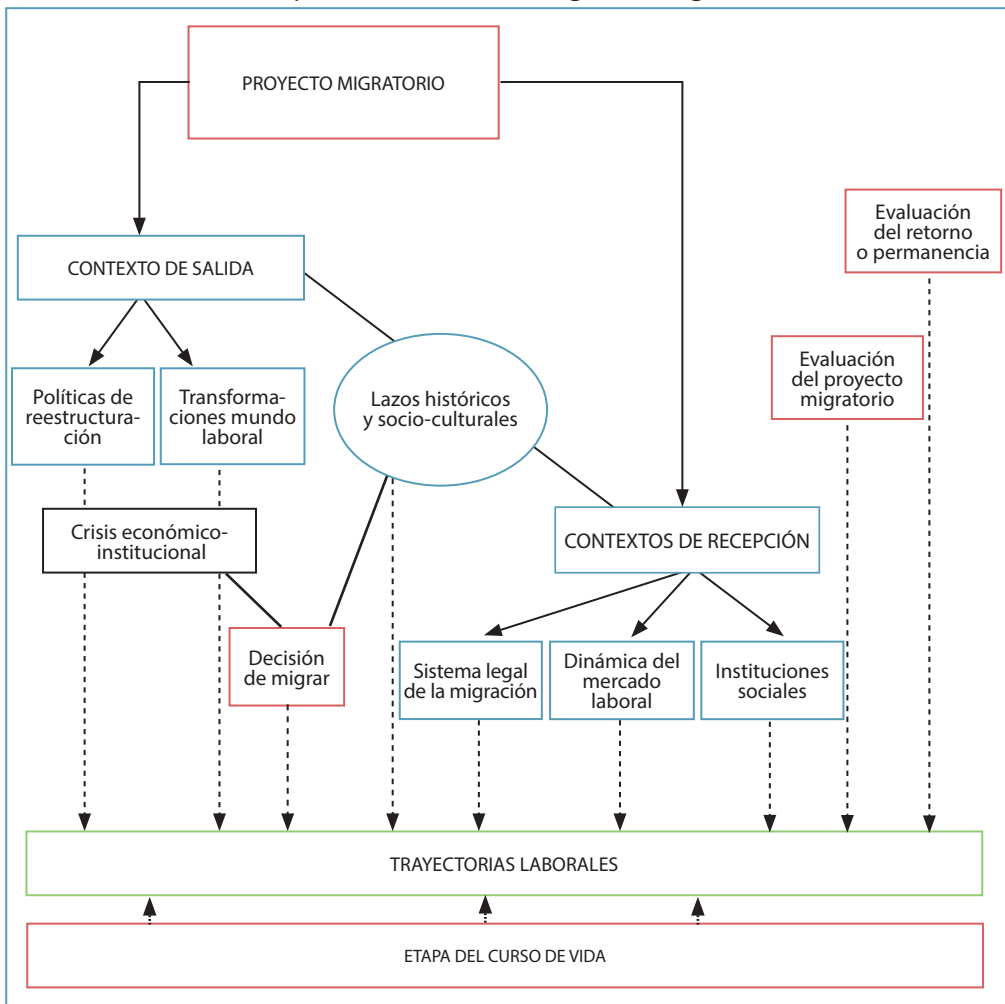 PROYECTO MIGRATORIO
Evaluación
del retorno
o permanencia
CONTEXTO DE SALIDA
Evaluación
del proyecto
migratorio
Políticas de
reestructura-
ción
Transforma-
ciones mundo
laboral
Lazos históricos
y socio-culturales
Crisis económico-
institucional
CONTEXTOS DE RECEPCIÓN
Decisión
de migrar
Sistema legal
de la migración
Dinámica del
mercado
laboral
Instituciones
sociales
TRAYECTORIAS LABORALES
ETAPA DEL CURSO DE VIDA